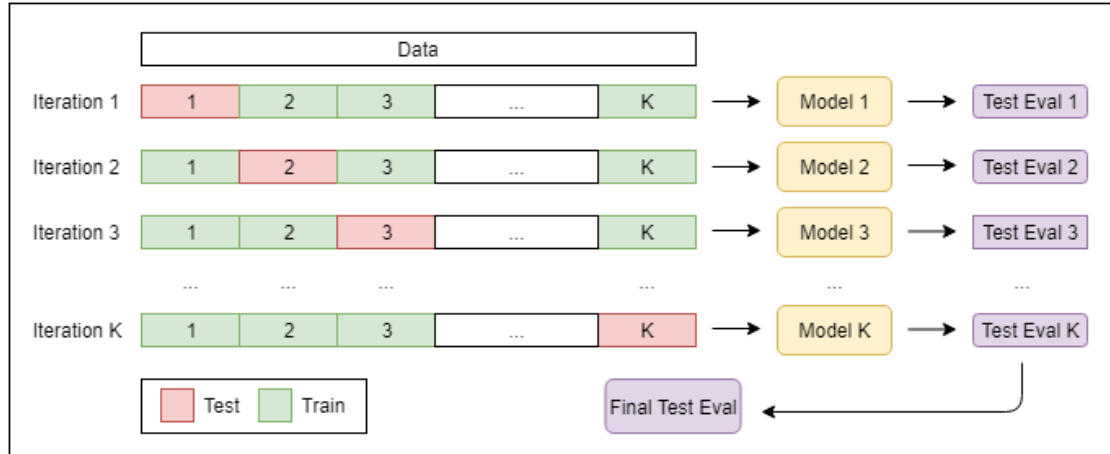 Data
Iteration 1 1 2 3 ... K Model 1 Test Eval 1
Iteration 2 1 2 3 ... K Model 2 Test Eval 2
Iteration 3 1 2 3 ... K Model 3 Test Eval 3
... ... ... ... ... ...
Iteration K 1 2 3 ... K Model K Test Eval K
Test Train Final Test Eval